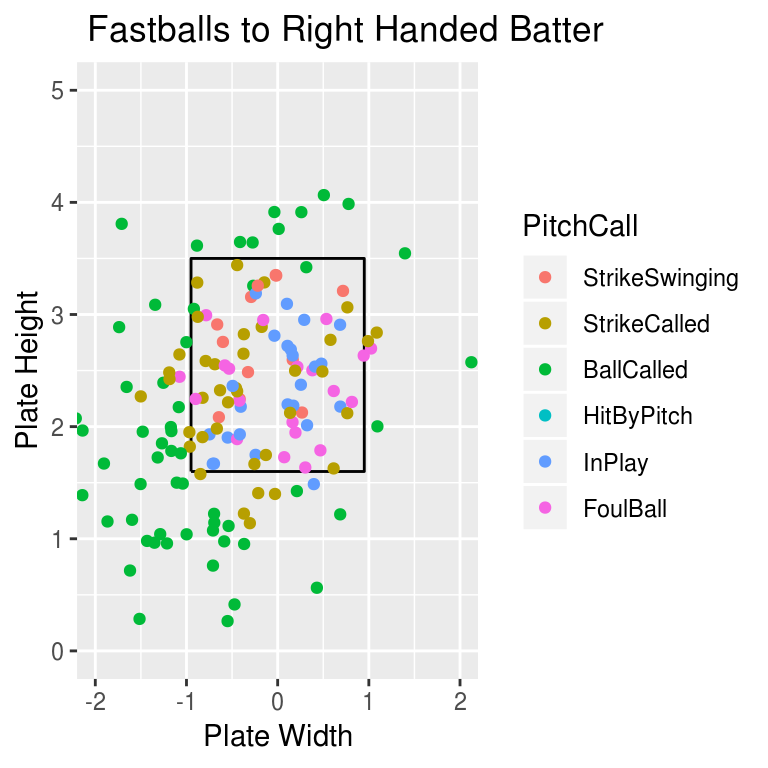 Fastballs to Right Handed Batter
5
4
3
2
1
0
Plate Height
-2
-1
0
1
2
Plate Width
PitchCall
StrikeSwinging
StrikeCalled
BallCalled
HitByPitch
InPlay
FoulBall